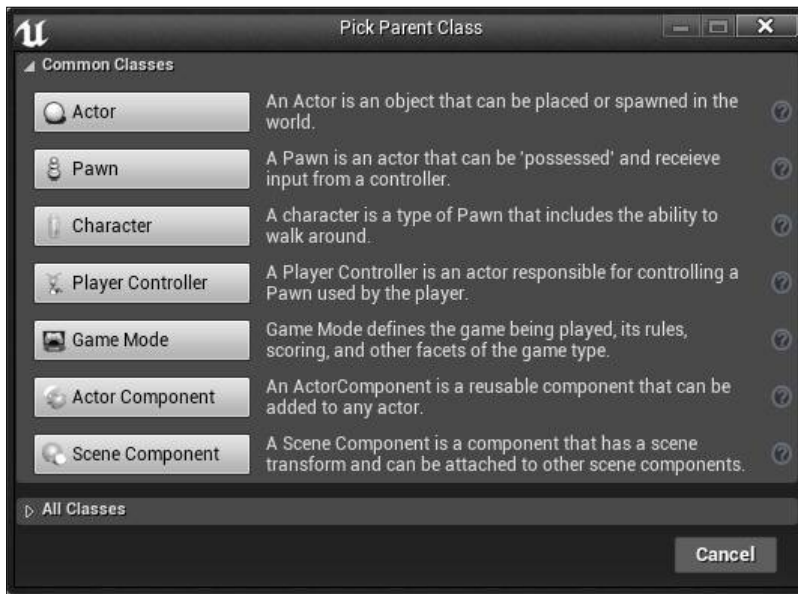 Pick Parent Class
Common Classes
Actor
An Actor is an object that can be placed or spawned in the
world.
Pawn
A Pawn is an actor that can be 'possessed' and receieve
input from a controller.
Character
A character is a type of Pawn that includes the ability to
walk around.
Player Controller
A Player Controller is an actor responsible for controlling a
Pawn used by the player.
Game Mode
Game Mode defines the game being played, its rules,
scoring, and other facets of the game type.
Actor Component
An ActorComponent is a reusable component that can be
added to any actor.
Scene Component
A Scene Component is a component that has a scene
transform and can be attached to other scene components.
All Classes
Cancel